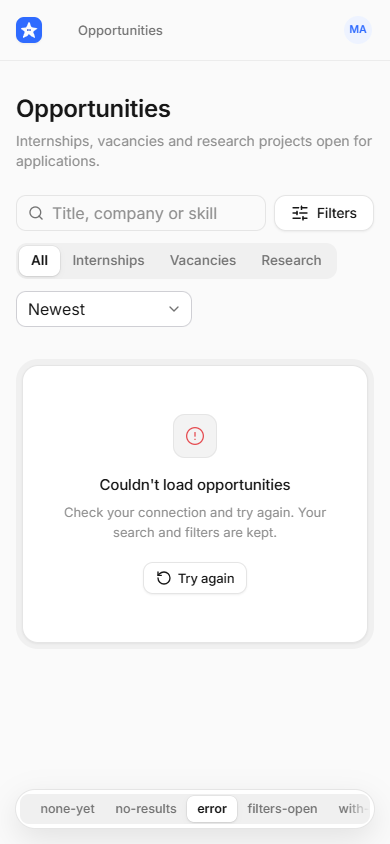 Opportunities
MA
Opportunities
Internships, vacancies and research projects open for
applications.
Title, company or skill
Filters
All
Internships
Vacancies
Research
Newest
Couldn't load opportunities
Check your connection and try again. Your
search and filters are kept.
Try again
none-yet
no-results
error
filters-open
with-